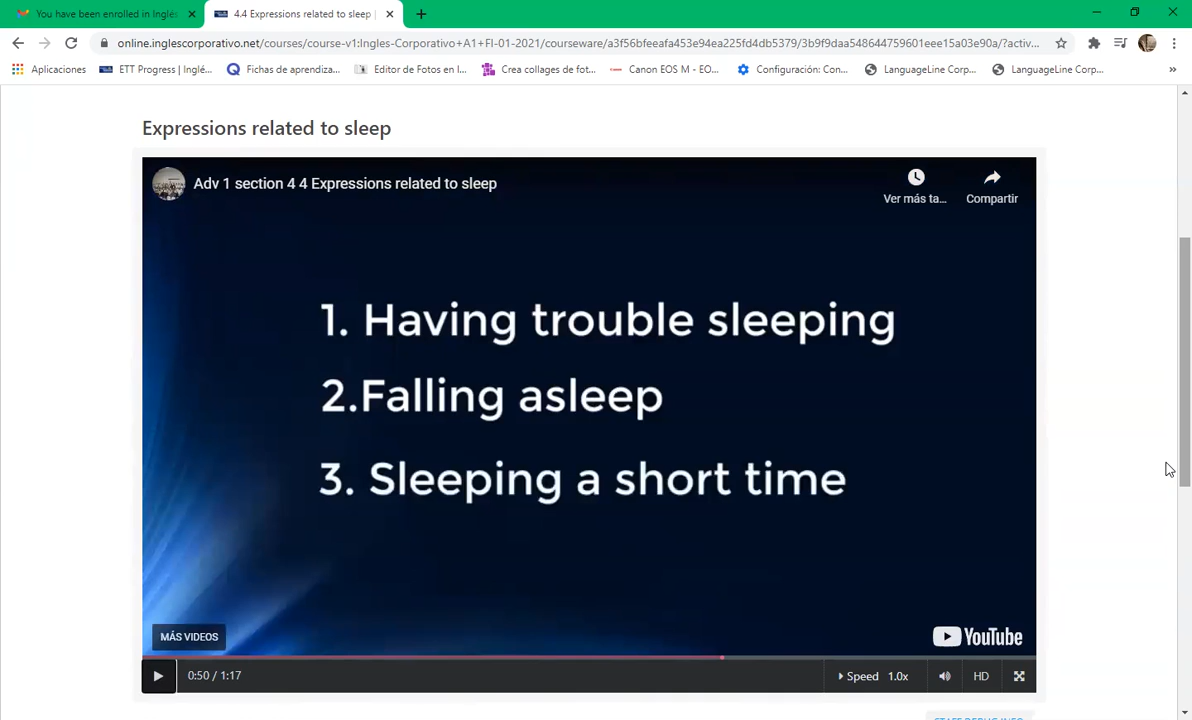 You have been enrolled in Inglés
4.4 Expressions related to sleep |
online.inglescorporativo.net/courses/course-v1:Ingles-Corporativo+A1+FI-01-2021/courseware/a3f56bfeeafa453e94ea225fd4db5379/3b9f9daa548644759601eee15a03e90a/?activ...
Aplicaciones
ETT Progress | Inglé...
Fichas de aprendiza...
Editor de Fotos en l...
Crea collages de fot...
Canon EOS M - EO...
Configuración: Con...
LanguageLine Corp...
LanguageLine Corp...
»
Expressions related to sleep
Adv 1 section 4 4 Expressions related to sleep
Ver más ta...
Compartir
1. Having trouble sleeping
2.Falling asleep
3. Sleeping a short time
MÁS VIDEOS
YouTube
0:50 / 1:17
Speed 1.0x
HD
STAFF DEBUG INFO